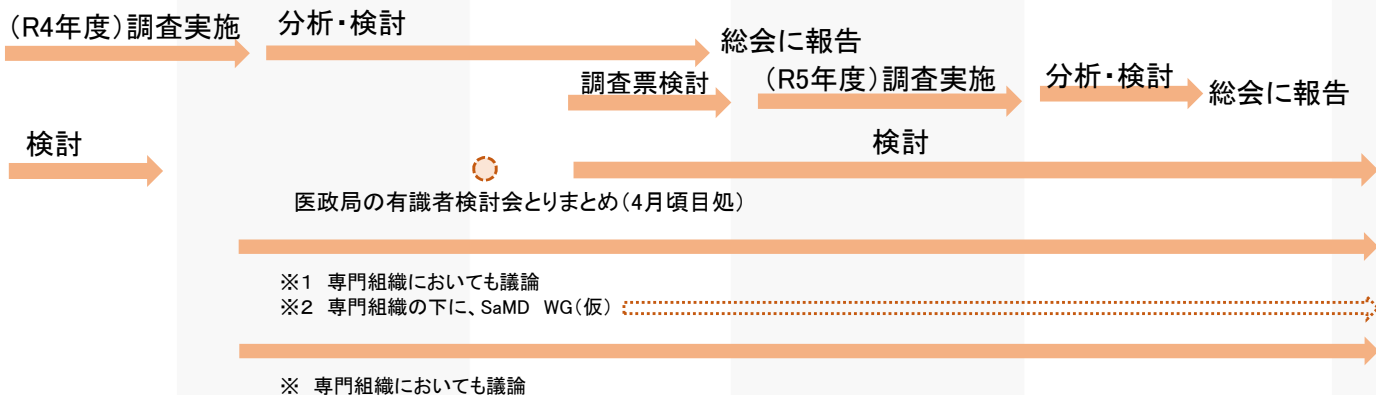 (R4年度)調査実施
分析・検討
総会に報告
調査票検討
(R5年度)調査実施
分析・検討
総会に報告
検討
検討
医政局の有識者検討会とりまとめ(4月頃目処)
※1 専門組織においても議論
※2 専門組織の下に、SaMD WG(仮)
※ 専門組織においても議論